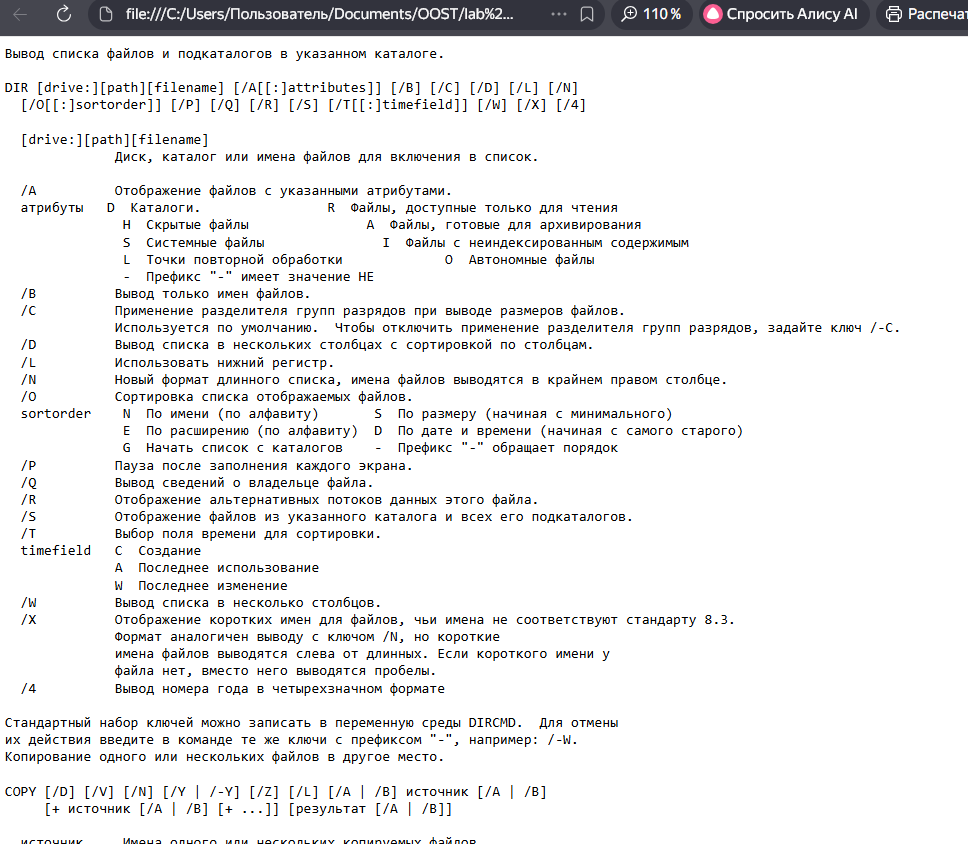 file:///C:/Users/Пользователь/Documents/OOST/lab%2... 110 % Спросить Алису AI Распечат
Вывод списка файлов и подкаталогов в указанном каталоге.
DIR [drive:][path][filename] [/A[[:]attributes]] [/B] [/C] [/D] [/L] [/N]
[/O[[:]sortorder]] [/P] [/Q] [/R] [/S] [/T[[:]timefield]] [/W] [/X] [/4]
[drive:][path][filename]
Диск, каталог или имена файлов для включения в список.
/A Отображение файлов с указанными атрибутами.
атрибуты D Каталоги. R Файлы, доступные только для чтения
H Скрытые файлы A Файлы, готовые для архивирования
S Системные файлы I Файлы с неиндексированным содержимым
L Точки повторной обработки O Автономные файлы
- Префикс "-" имеет значение НЕ
/B Вывод только имен файлов.
/C Применение разделителя групп разрядов при выводе размеров файлов.
Используется по умолчанию. Чтобы отключить применение разделителя групп разрядов, задайте ключ /-C.
/D Вывод списка в нескольких столбцах с сортировкой по столбцам.
/L Использовать нижний регистр.
/N Новый формат длинного списка, имена файлов выводятся в крайнем правом столбце.
/O Сортировка списка отображаемых файлов.
sortorder N По имени (по алфавиту) S По размеру (начиная с минимального)
E По расширению (по алфавиту) D По дате и времени (начиная с самого старого)
G Начать список с каталогов - Префикс "-" обращает порядок
/P Пауза после заполнения каждого экрана.
/Q Вывод сведений о владельце файла.
/R Отображение альтернативных потоков данных этого файла.
/S Отображение файлов из указанного каталога и всех его подкаталогов.
/T Выбор поля времени для сортировки.
timefield C Создание
A Последнее использование
W Последнее изменение
/W Вывод списка в несколько столбцов.
/X Отображение коротких имен для файлов, чьи имена не соответствуют стандарту 8.3.
Формат аналогичен выводу с ключом /N, но короткие
имена файлов выводятся слева от длинных. Если короткого имени у
файла нет, вместо него выводятся пробелы.
/4 Вывод номера года в четырехзначном формате
Стандартный набор ключей можно записать в переменную среды DIRCMD. Для отмены
их действия введите в команде те же ключи с префиксом "-", например: /-W.
Копирование одного или нескольких файлов в другое место.
COPY [/D] [/V] [/N] [/Y | /-Y] [/Z] [/L] [/A | /B] источник [/A | /B]
[+ источник [/A | /B] [+ ...]] [результат [/A | /B]]
источник Имена одного или нескольких копируемых файлов.